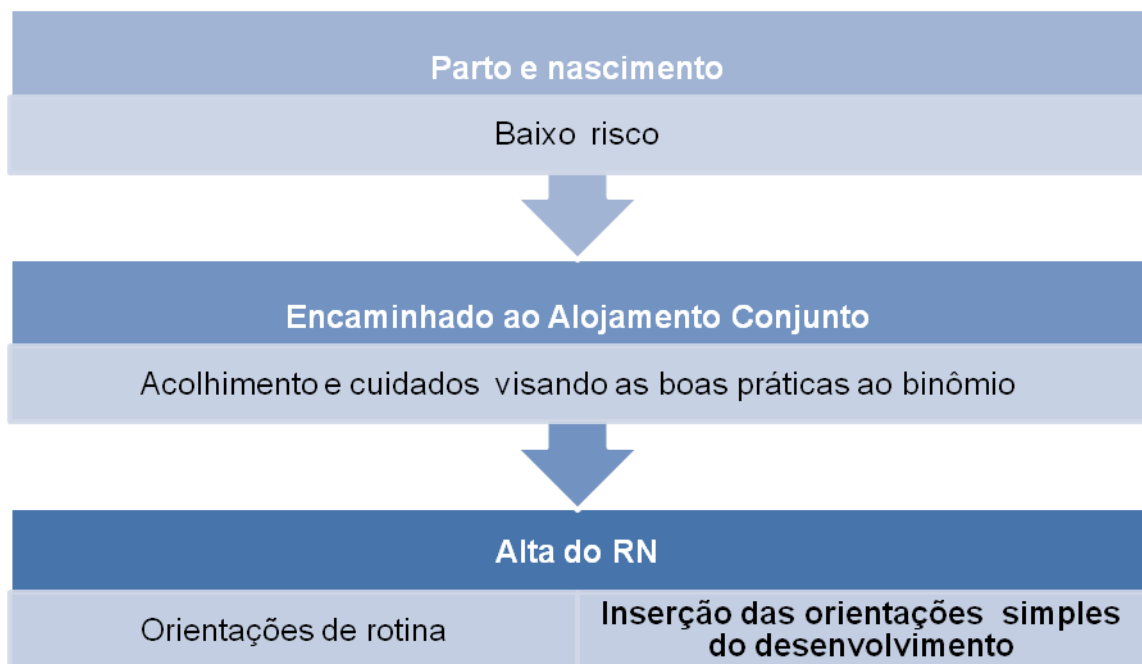 Parto e nascimento
Baixo risco
Encaminhado ao Alojamento Conjunto
Acolhimento e cuidados visando as boas práticas ao binômio
Alta do RN
Orientações de rotina
Inserção das orientações simples
do desenvolvimento